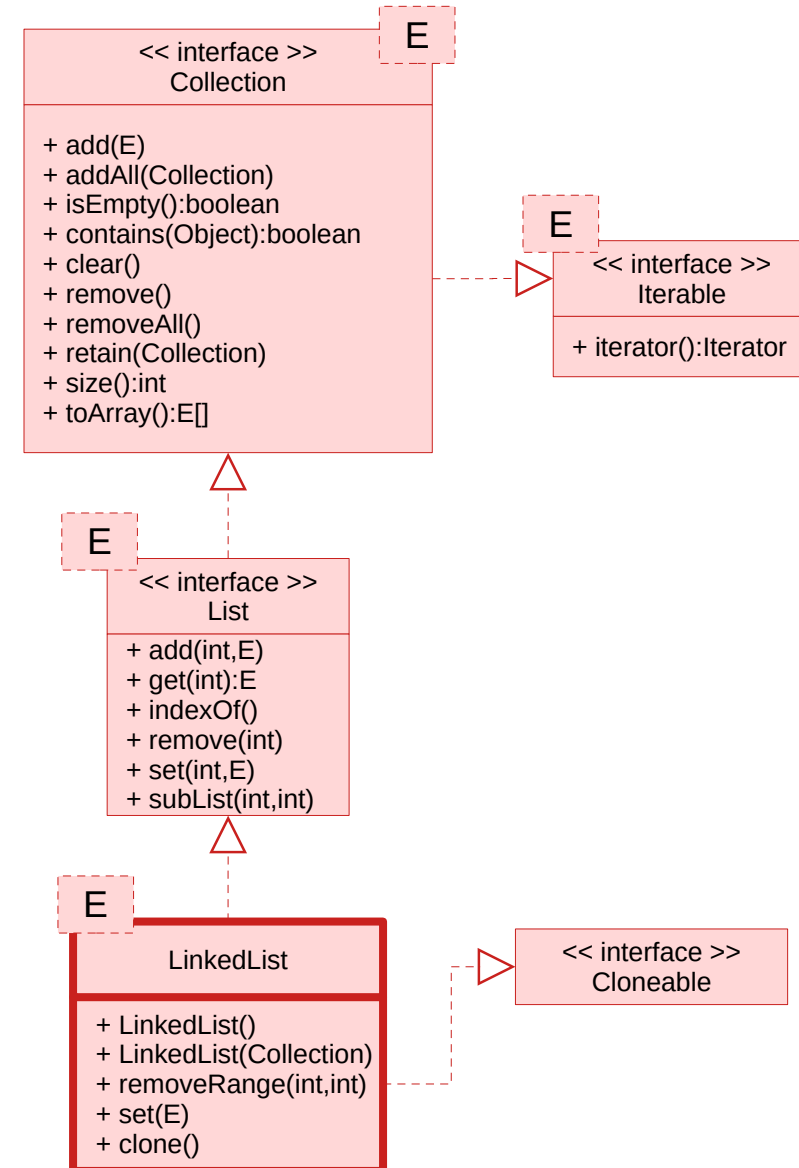 E
<< interface >>
Collection
+ add(E)
+ addAll(Collection)
+ isEmpty():boolean
+ contains(Object):boolean
+ clear()
+ remove()
+ removeAll()
+ retain(Collection)
+ size():int
+ toArray():E[]
E
<< interface >>
Iterable
+ iterator():Iterator
E
<< interface >>
List
+ add(int,E)
+ get(int):E
+ indexOf()
+ remove(int)
+ set(int,E)
+ subList(int,int)
E
LinkedList
+ LinkedList()
+ LinkedList(Collection)
+ removeRange(int,int)
+ set(E)
+ clone()
<< interface >>
Cloneable